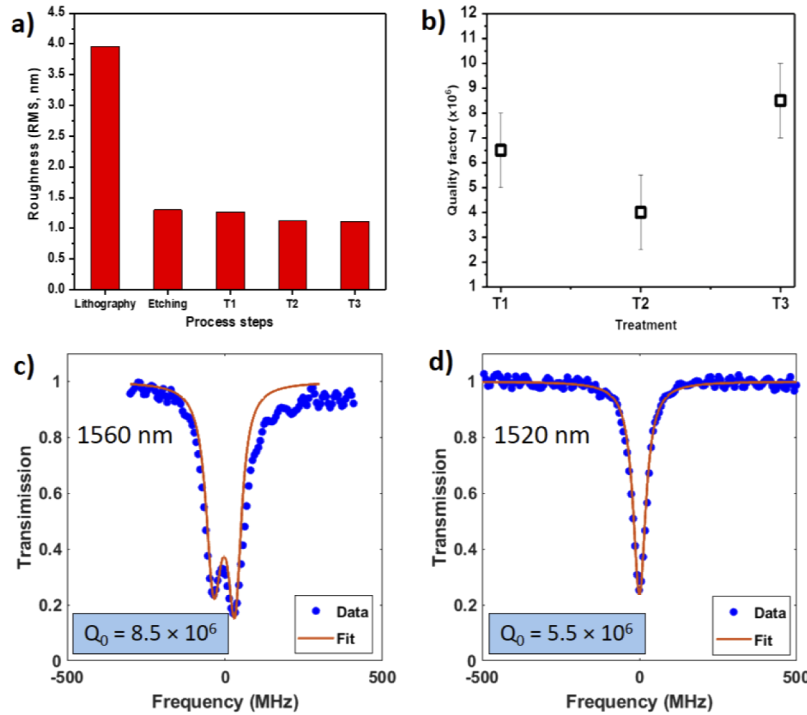 a)
Roughness (RMS, nm)
4.5
4.0
3.5
3.0
2.5
2.0
1.5
1.0
0.5
0.0
Lithography Etching T1 T2 T3
Process steps
b)
Quality factor (x10⁶)
12
11
10
9
8
7
6
5
4
3
2
1
T1 T2 T3
Treatment
c)
Transimission
1
0.8
0.6
0.4
0.2
0
1560 nm
Q₀ = 8.5 × 10⁶
Data
Fit
-500 0 500
Frequency (MHz)
d)
Transmission
1
0.8
0.6
0.4
0.2
0
1520 nm
Q₀ = 5.5 × 10⁶
Data
Fit
-500 0 500
Frequency (MHz)